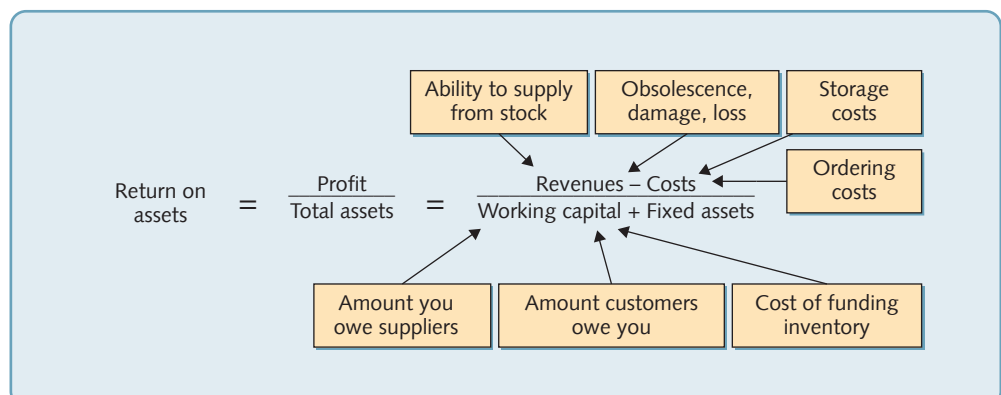 Ability to supply
from stock
Obsolescence,
damage, loss
Storage
costs
Ordering
costs
Return on
assets
=
Profit
Total assets
=
Revenues – Costs
Working capital + Fixed assets
Amount you
owe suppliers
Amount customers
owe you
Cost of funding
inventory